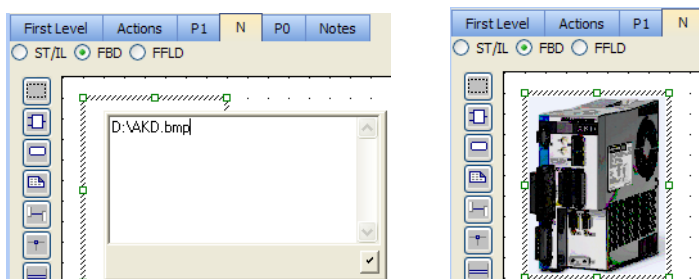 First Level Actions P1 N P0 Notes
ST/IL FBD FFLD
D:\AKD.bmp
First Level Actions P1 N
ST/IL FBD FFLD
AKD